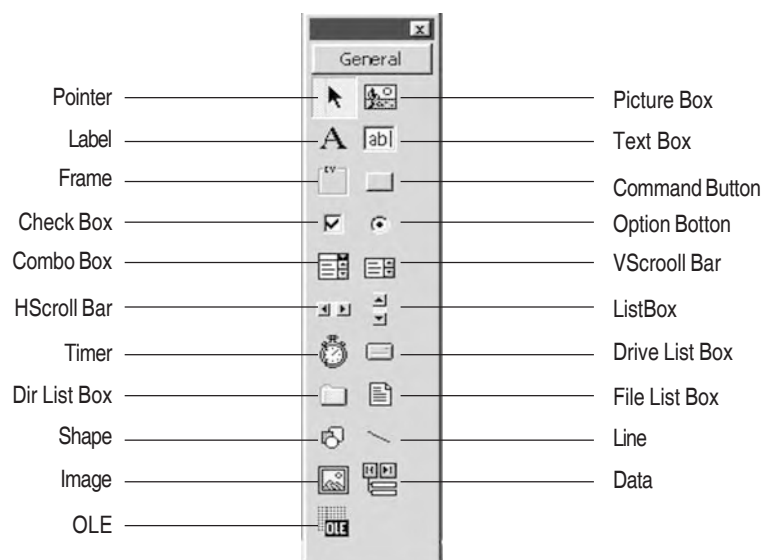 x
General
Pointer
Picture Box
A
abl
Label
Text Box
xv
Frame
Command Button
Check Box
Option Botton
Combo Box
VScrooll Bar
HScroll Bar
ListBox
Timer
Drive List Box
Dir List Box
File List Box
Shape
Line
Image
Data
OLE
OLE